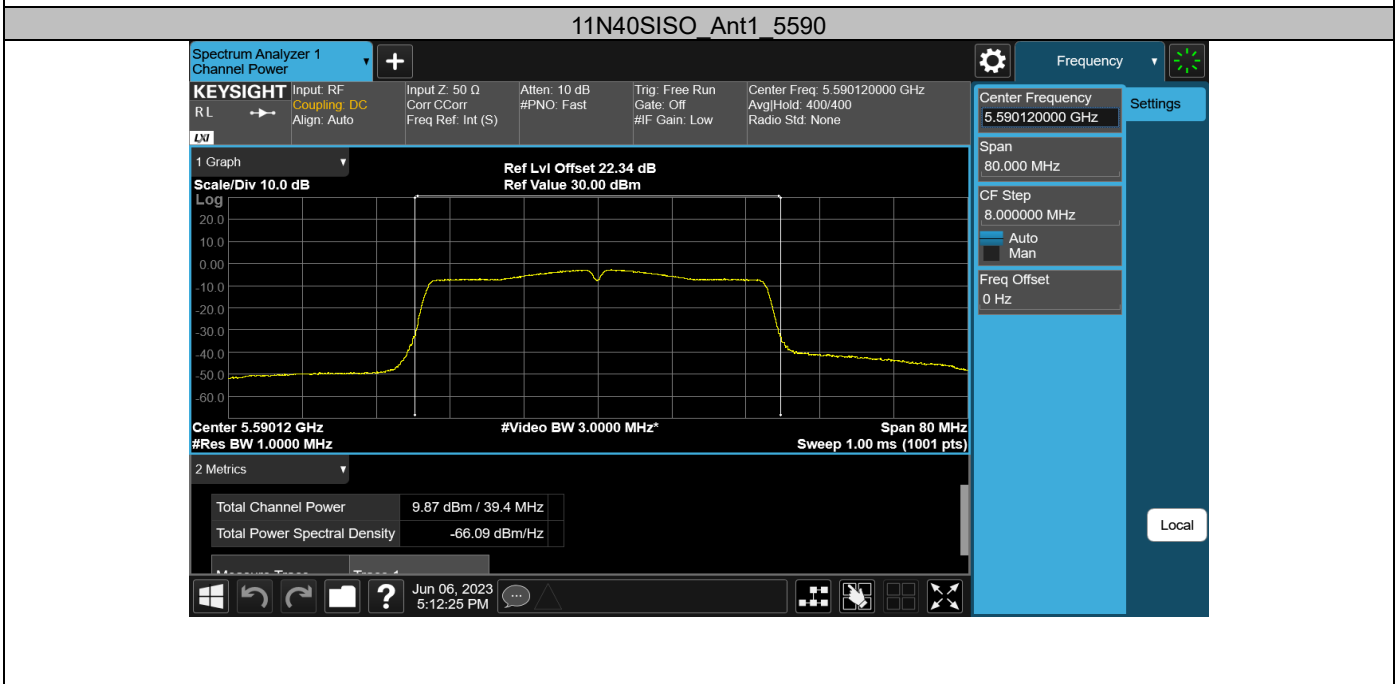 11N40SISO_Ant1_5590
Spectrum Analyzer 1
Channel Power
+
Frequency
KEYSIGHT
R L
LXI
Input: RF
Coupling: DC
Align: Auto
Input Z: 50 Ω
Corr CCorr
Freq Ref: Int (S)
Atten: 10 dB
#PNO: Fast
Trig: Free Run
Gate: Off
#IF Gain: Low
Center Freq: 5.590120000 GHz
Avg|Hold: 400/400
Radio Std: None
Center Frequency
5.590120000 GHz
Settings
Span
80.000 MHz
CF Step
8.000000 MHz
Auto
Man
Freq Offset
0 Hz
1 Graph
Scale/Div 10.0 dB
Ref Lvl Offset 22.34 dB
Ref Value 30.00 dBm
Log
20.0
10.0
0.00
-10.0
-20.0
-30.0
-40.0
-50.0
-60.0
Center 5.59012 GHz
#Video BW 3.0000 MHz*
Span 80 MHz
#Res BW 1.0000 MHz
Sweep 1.00 ms (1001 pts)
2 Metrics
Total Channel Power 9.87 dBm / 39.4 MHz
Total Power Spectral Density -66.09 dBm/Hz
Local
?
Jun 06, 2023
5:12:25 PM